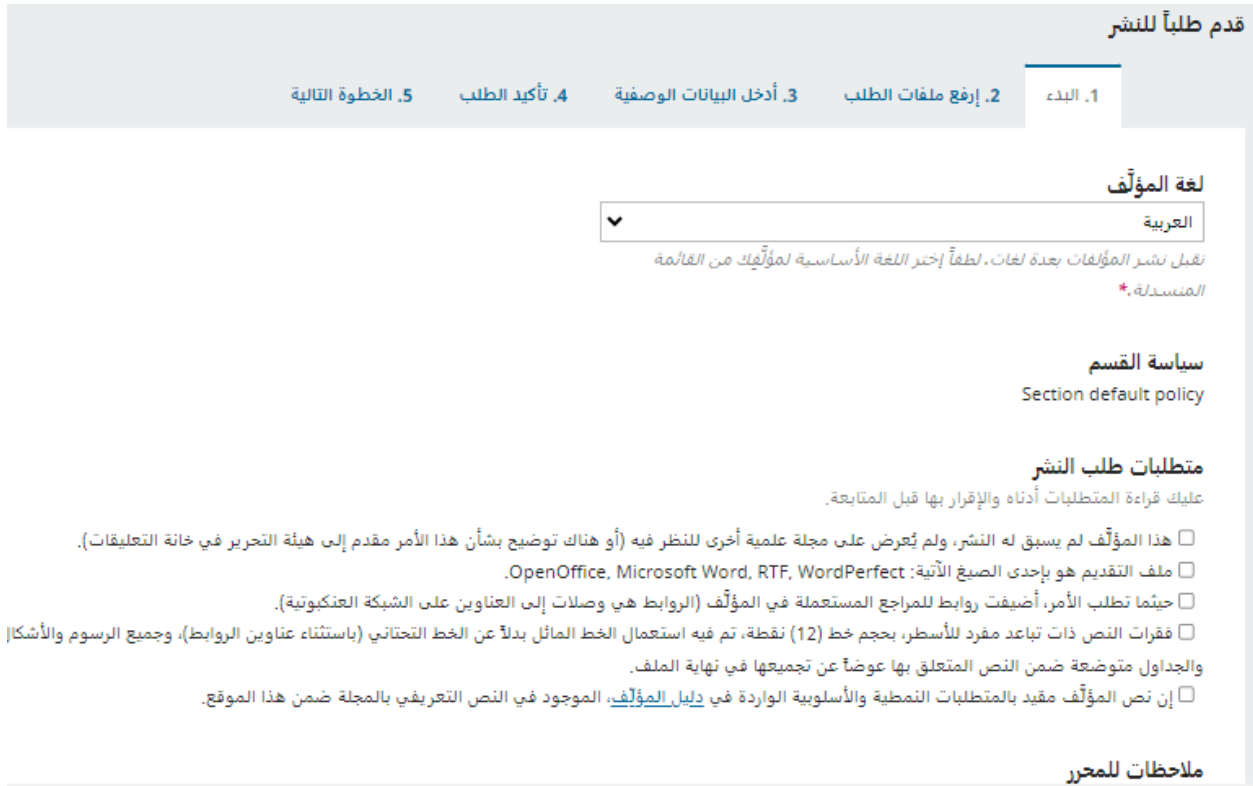 قدم طلباً للنشر
1. البدء
2. إرفع ملفات الطلب
3. أدخل البيانات الوصفية
4. تأكيد الطلب
5. الخطوة التالية
لغة المؤلَّف
العربية
نقبل نشر المؤلفات بعدة لغات. لطفاً إختر اللغة الأساسية لمؤلَّفِك من القائمة
المنسدلة.*
سياسة القسم
Section default policy
متطلبات طلب النشر
عليك قراءة المتطلبات أدناه والإقرار بها قبل المتابعة.
هذا المؤلَّف لم يسبق له النشر، ولم يُعرض على مجلة علمية أخرى للنظر فيه (أو هناك توضيح بشأن هذا الأمر مقدم إلى هيئة التحرير في خانة التعليقات).
ملف التقديم هو بإحدى الصيغ الآتية: OpenOffice, Microsoft Word, RTF, WordPerfect.
حيثما تطلب الأمر، أضيفت روابط للمراجع المستعملة في المؤلَّف (الروابط هي وصلات إلى العناوين على الشبكة العنكبوتية).
فقرات النص ذات تباعد مفرد للأسطر، بحجم خط (12) نقطة، تم فيه استعمال الخط المائل بدلاً عن الخط التحتاني (باستثناء عناوين الروابط)، وجميع الرسوم والأشكال
والجداول متوضعة ضمن النص المتعلق بها عوضاً عن تجميعها في نهاية الملف.
إن نص المؤلَّف مقيد بالمتطلبات النمطية والأسلوبية الواردة في دليل المؤلِّف، الموجود في النص التعريفي بالمجلة ضمن هذا الموقع.
ملاحظات للمحرر